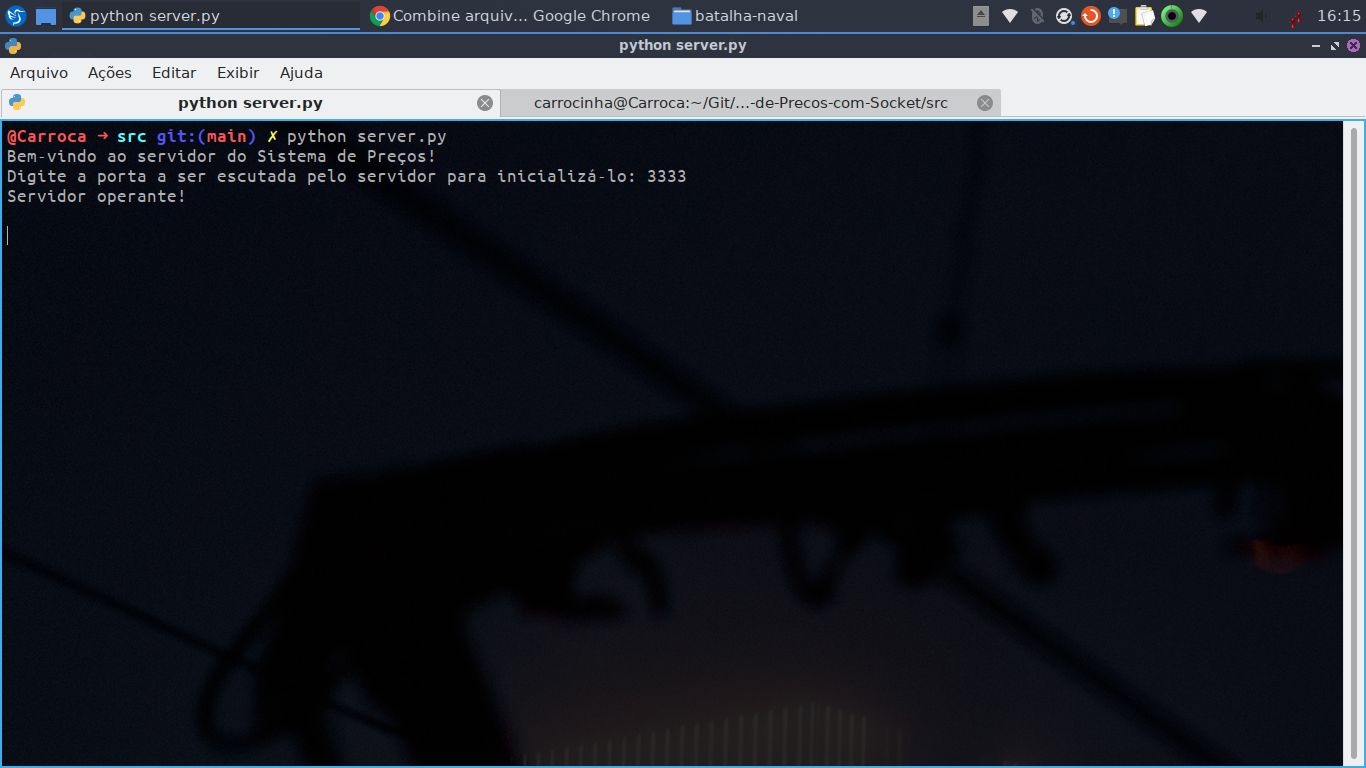 python server.py
Combine arquiv... Google Chrome
batalha-naval
16:15
python server.py
Arquivo Ações Editar Exibir Ajuda
python server.py
carrocinha@Carroca:~/Git/...-de-Precos-com-Socket/src
@Carroca → src git:(main) ✗ python server.py
Bem-vindo ao servidor do Sistema de Preços!
Digite a porta a ser escutada pelo servidor para inicializá-lo: 3333
Servidor operante!